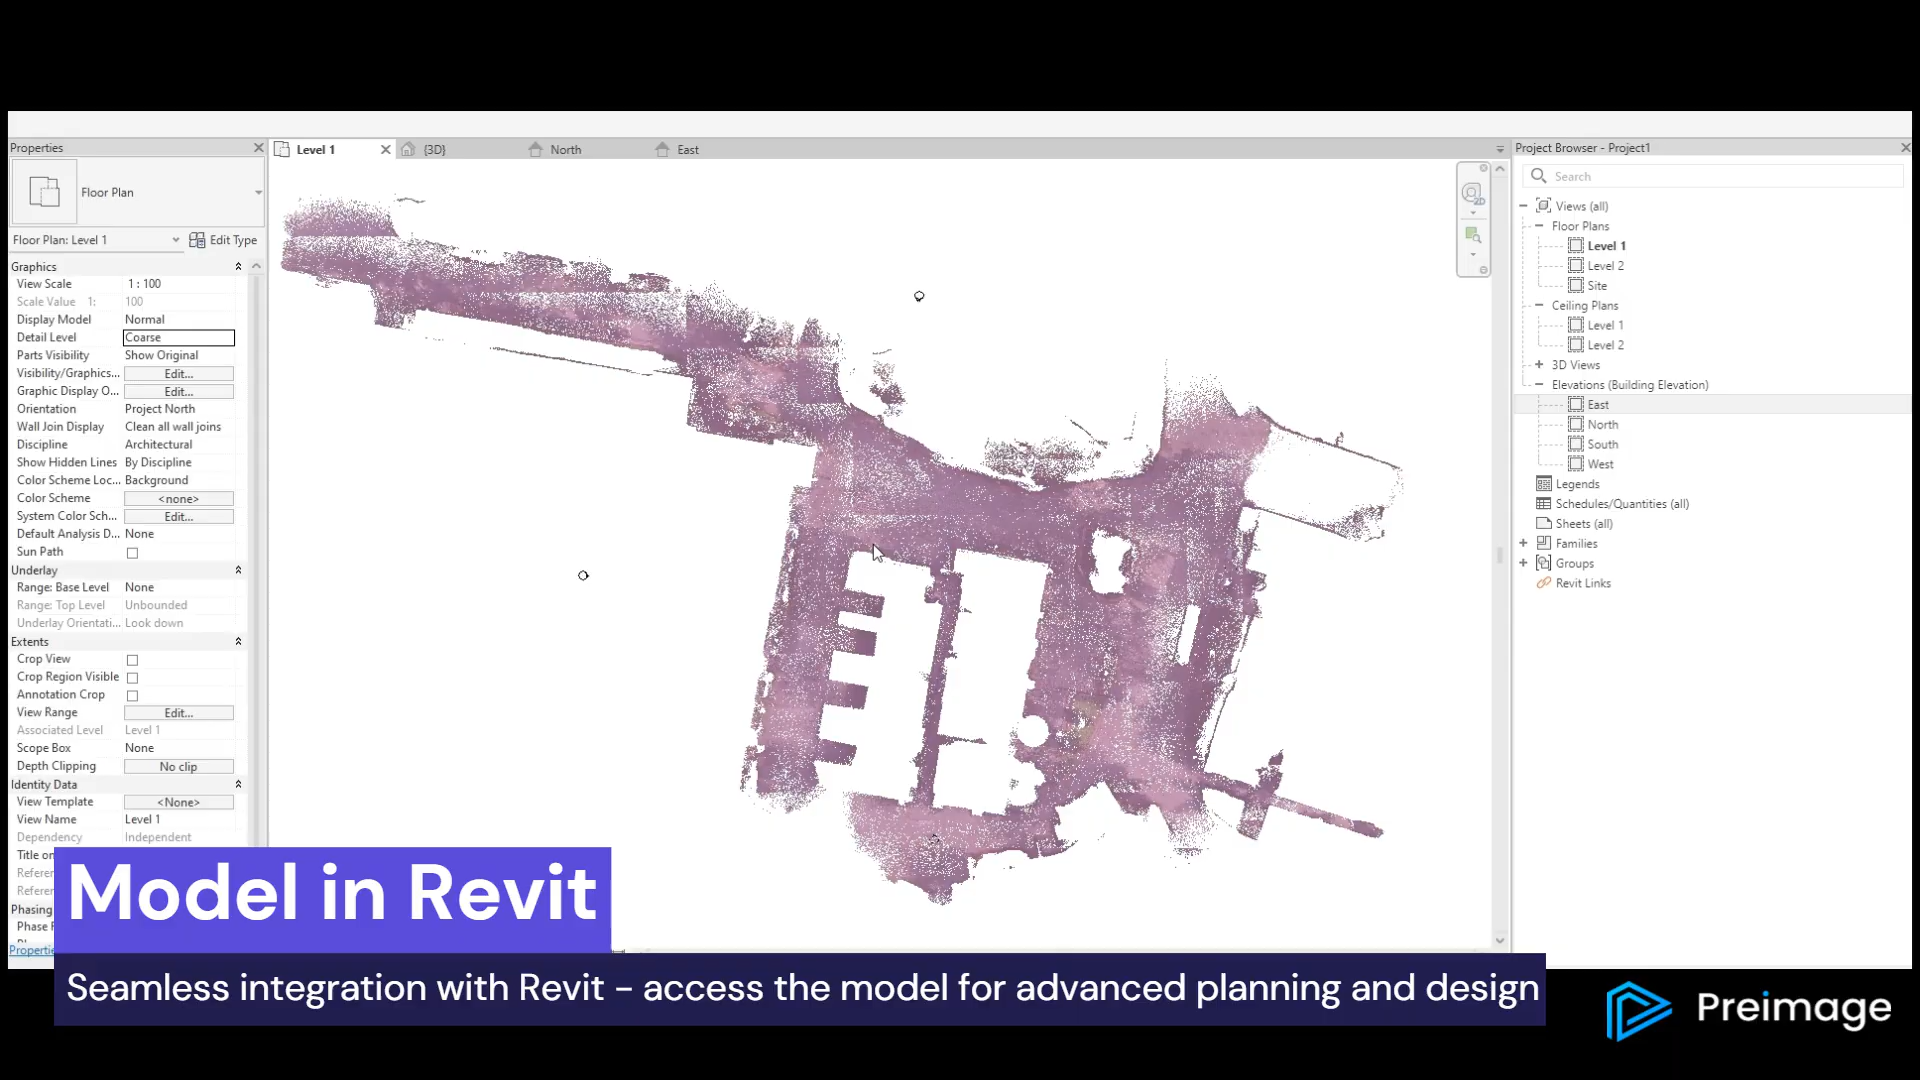 Properties
Floor Plan
Floor Plan: Level 1
Edit Type
Graphics
View Scale 1 : 100
Scale Value 1: 100
Display Model Normal
Detail Level Coarse
Parts Visibility Show Original
Visibility/Graphics... Edit...
Graphic Display O... Edit...
Orientation Project North
Wall Join Display Clean all wall joins
Discipline Architectural
Show Hidden Lines By Discipline
Color Scheme Loc... Background
Color Scheme <none>
System Color Sch... Edit...
Default Analysis D... None
Sun Path
Underlay
Range: Base Level None
Range: Top Level Unbounded
Underlay Orientati... Look down
Extents
Crop View
Crop Region Visible
Annotation Crop
View Range Edit...
Associated Level Level 1
Scope Box None
Depth Clipping No clip
Identity Data
View Template <None>
View Name Level 1
Dependency Independent
Title on
Referen
Referen
Phasing
Phase F
Propertie
Level 1
{3D}
North
East
2D
Project Browser - Project1
Search
Views (all)
Floor Plans
Level 1
Level 2
Site
Ceiling Plans
Level 1
Level 2
3D Views
Elevations (Building Elevation)
East
North
South
West
Legends
Schedules/Quantities (all)
Sheets (all)
Families
Groups
Revit Links
Model in Revit
Seamless integration with Revit - access the model for advanced planning and design
Preimage